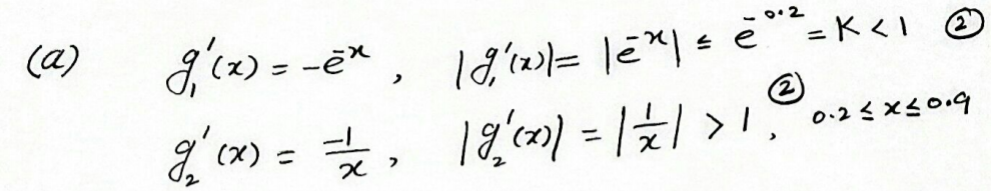 (a) g₁'(x) = -e⁻ˣ , |g₁'(x)| = |e⁻ˣ| ≤ e⁻⁰·² = K < 1 ②
g₂'(x) = -1/x , |g₂'(x)| = |1/x| > 1 , ② 0.2 ≤ x ≤ 0.9